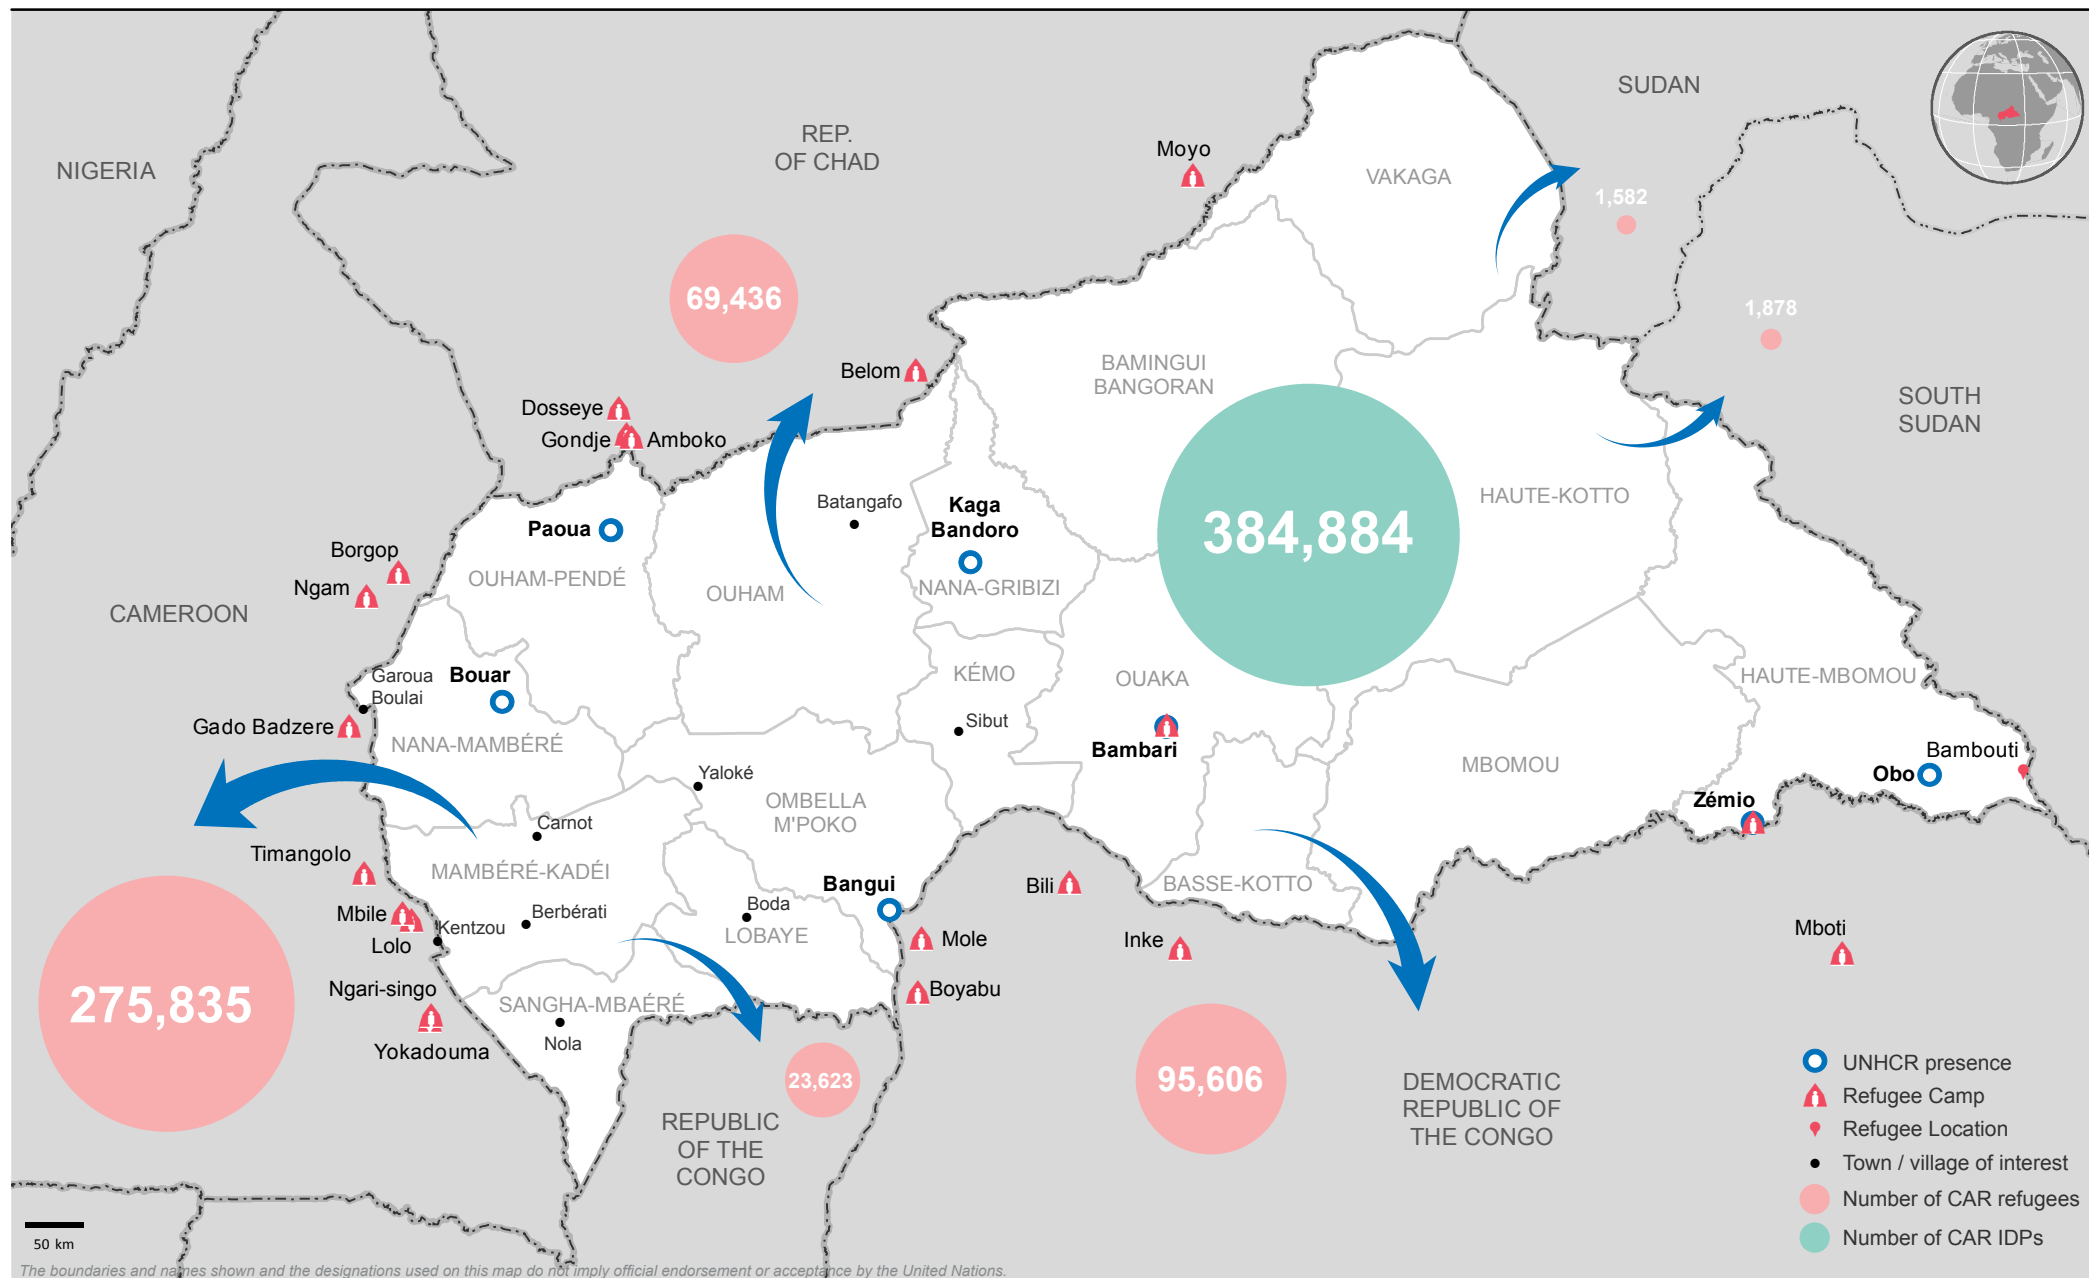 SUDAN
REP.
OF CHAD
NIGERIA
Moyo
VAKAGA
1,582
69,436
1,878
BAMINGUI
BANGORAN
Belom
SOUTH
SUDAN
Dosseye
Gondje
Amboko
Batangafo
Kaga
Bandoro
384,884
HAUTE-KOTTO
Paoua
Borgop
OUHAM-PENDÉ
Ngam
OUHAM
NANA-GRIBIZI
CAMEROON
Garoua
Boulai
Bouar
KÉMO
OUAKA
HAUTE-MBOMOU
Gado Badzere
Sibut
NANA-MAMBÉRÉ
Bambari
Bambouti
Yaloké
MBOMOU
Obo
OMBELLA
M'POKO
Zémio
Carnot
Timangolo
MAMBÉRÉ-KADÉI
Bangui
Bili
BASSE-KOTTO
Boda
Mbile
Berbérati
Kentzou
LOBAYE
Mole
Inke
Mboti
Lolo
Ngari-singo
Boyabu
275,835
SANGHA-MBAÉRÉ
Nola
Yokadouma
23,623
95,606
DEMOCRATIC
REPUBLIC OF
THE CONGO
REPUBLIC
OF THE
CONGO
UNHCR presence
Refugee Camp
Refugee Location
Town / village of interest
Number of CAR refugees
Number of CAR IDPs
50 km
The boundaries and names shown and the designations used on this map do not imply official endorsement or acceptance by the United Nations.